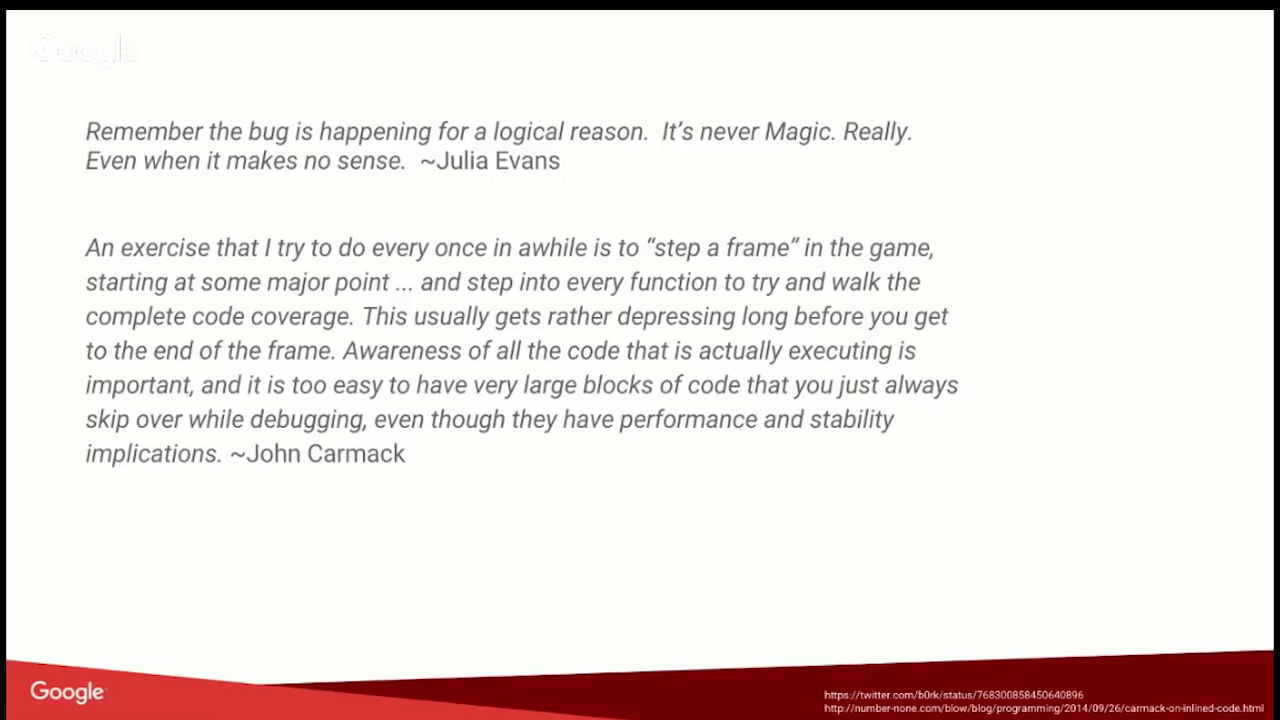 Google
Remember the bug is happening for a logical reason.  It's never Magic. Really.
Even when it makes no sense.  ~Julia Evans
An exercise that I try to do every once in awhile is to “step a frame” in the game,
starting at some major point ... and step into every function to try and walk the
complete code coverage. This usually gets rather depressing long before you get
to the end of the frame. Awareness of all the code that is actually executing is
important, and it is too easy to have very large blocks of code that you just always
skip over while debugging, even though they have performance and stability
implications. ~John Carmack
Google
https://twitter.com/b0rk/status/768300858450640896
http://number-none.com/blow/blog/programming/2014/09/26/carmack-on-inlined-code.html